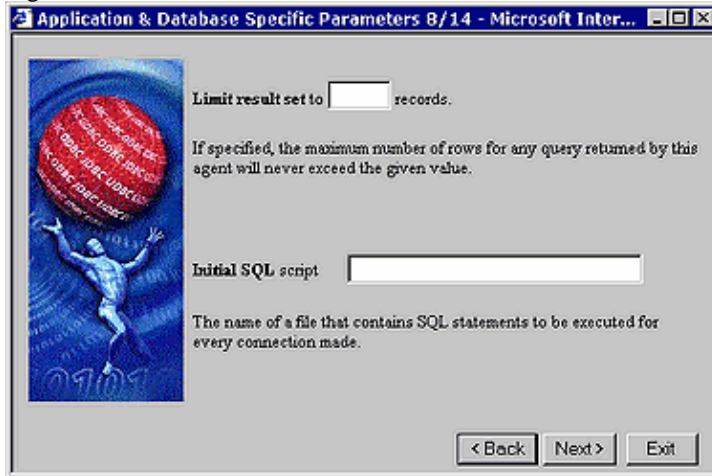 Application & Database Specific Parameters 8/14 - Microsoft Inter...
Limit result set to records.
If specified, the maximum number of rows for any query returned by this
agent will never exceed the given value.
Initial SQL script
The name of a file that contains SQL statements to be executed for
every connection made.
< Back Next > Exit